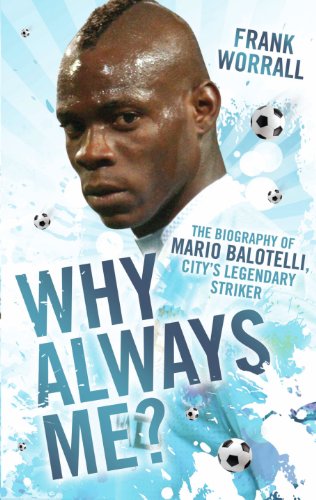 FRANK
WORRALL
THE BIOGRAPHY OF
MARIO BALOTELLI,
CITY'S LEGENDARY
STRIKER
WHY
ALWAYS
ME?